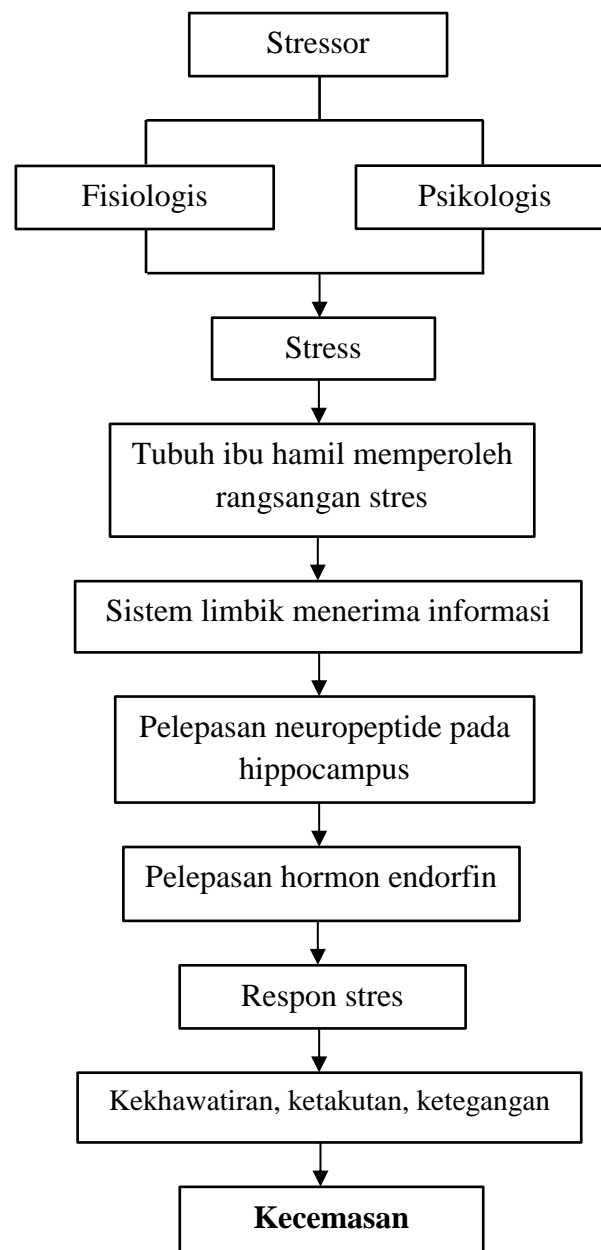 Stressor
Fisiologis
Psikologis
Stress
Tubuh ibu hamil memperoleh
rangsangan stres
Sistem limbik menerima informasi
Pelepasan neuropeptide pada
hippocampus
Pelepasan hormon endorfin
Respon stres
Kekhawatiran, ketakutan, ketegangan
Kecemasan